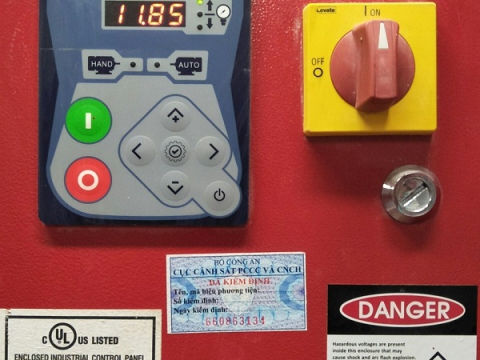 11.85
HAND
AUTO
Lovato
I ON
OFF
O
BỘ CÔNG AN
CỤC CẢNH SÁT PCCC VÀ CNCH
ĐÃ KIỂM ĐỊNH
Tên, mã hiệu phương tiện:
Số kiểm định:
Ngày kiểm định:
660863134
C UL US LISTED
ENCLOSED INDUSTRIAL CONTROL PANEL
DANGER
Hazardous voltages are present
inside this enclosure that may
cause shock and arc flash explosion.